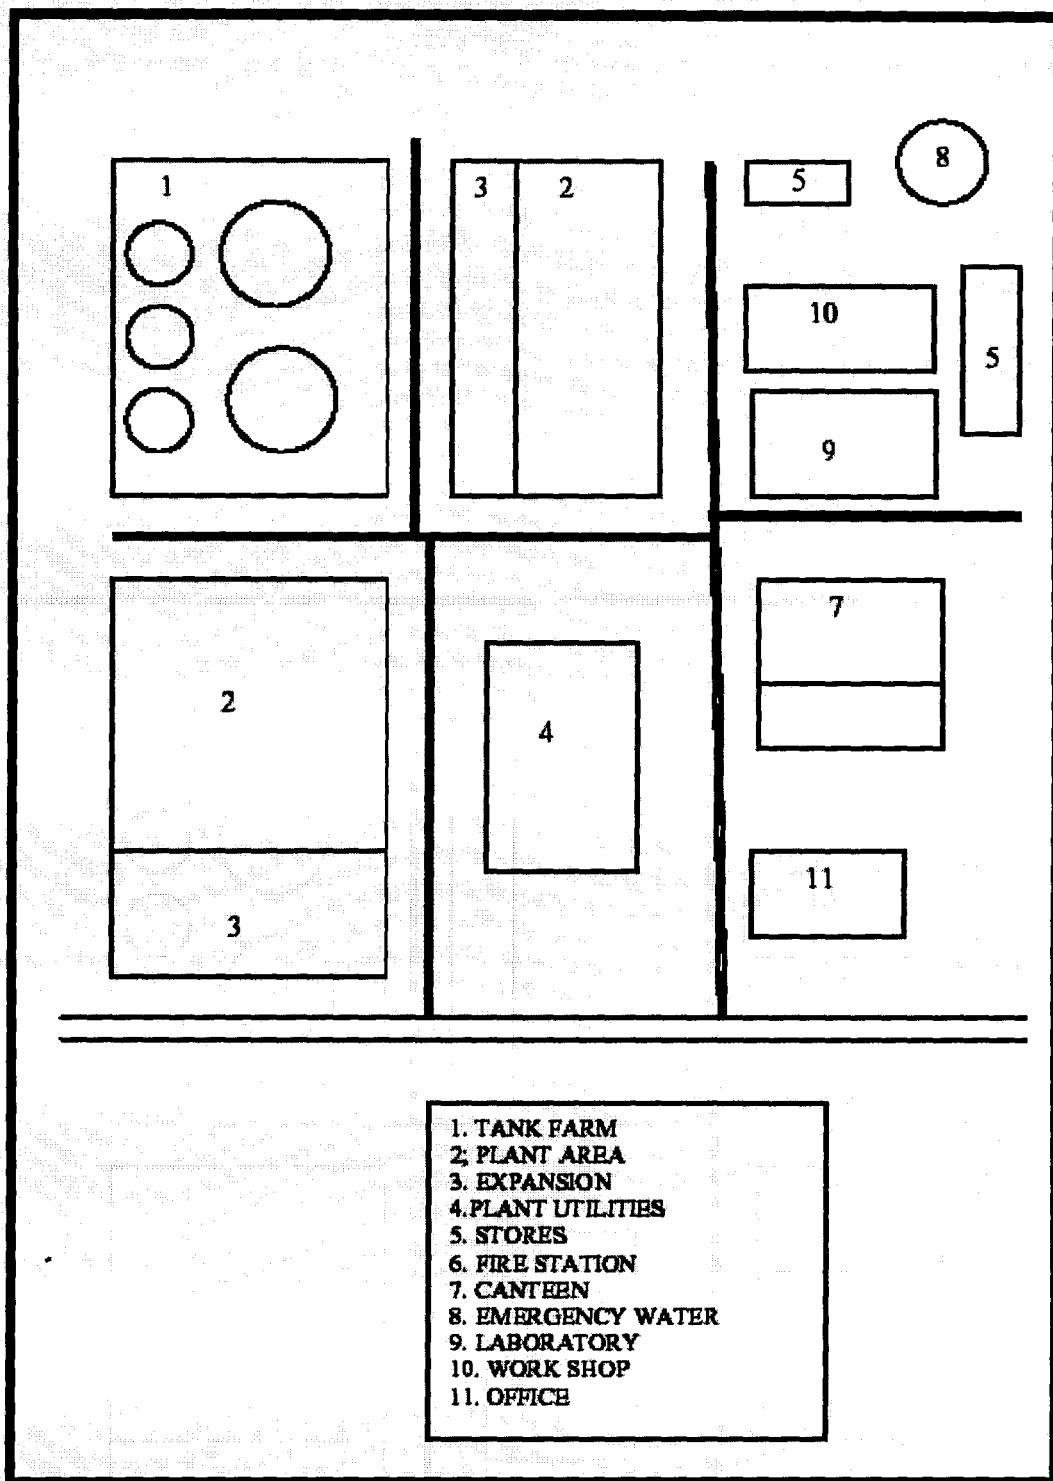 1
3
2
5
8
10
5
9
2
7
4
11
3
1. TANK FARM
2; PLANT AREA
3. EXPANSION
4.PLANT UTILITIES
5. STORES
6. FIRE STATION
7. CANTEEN
8. EMERGENCY WATER
9. LABORATORY
10. WORK SHOP
11. OFFICE